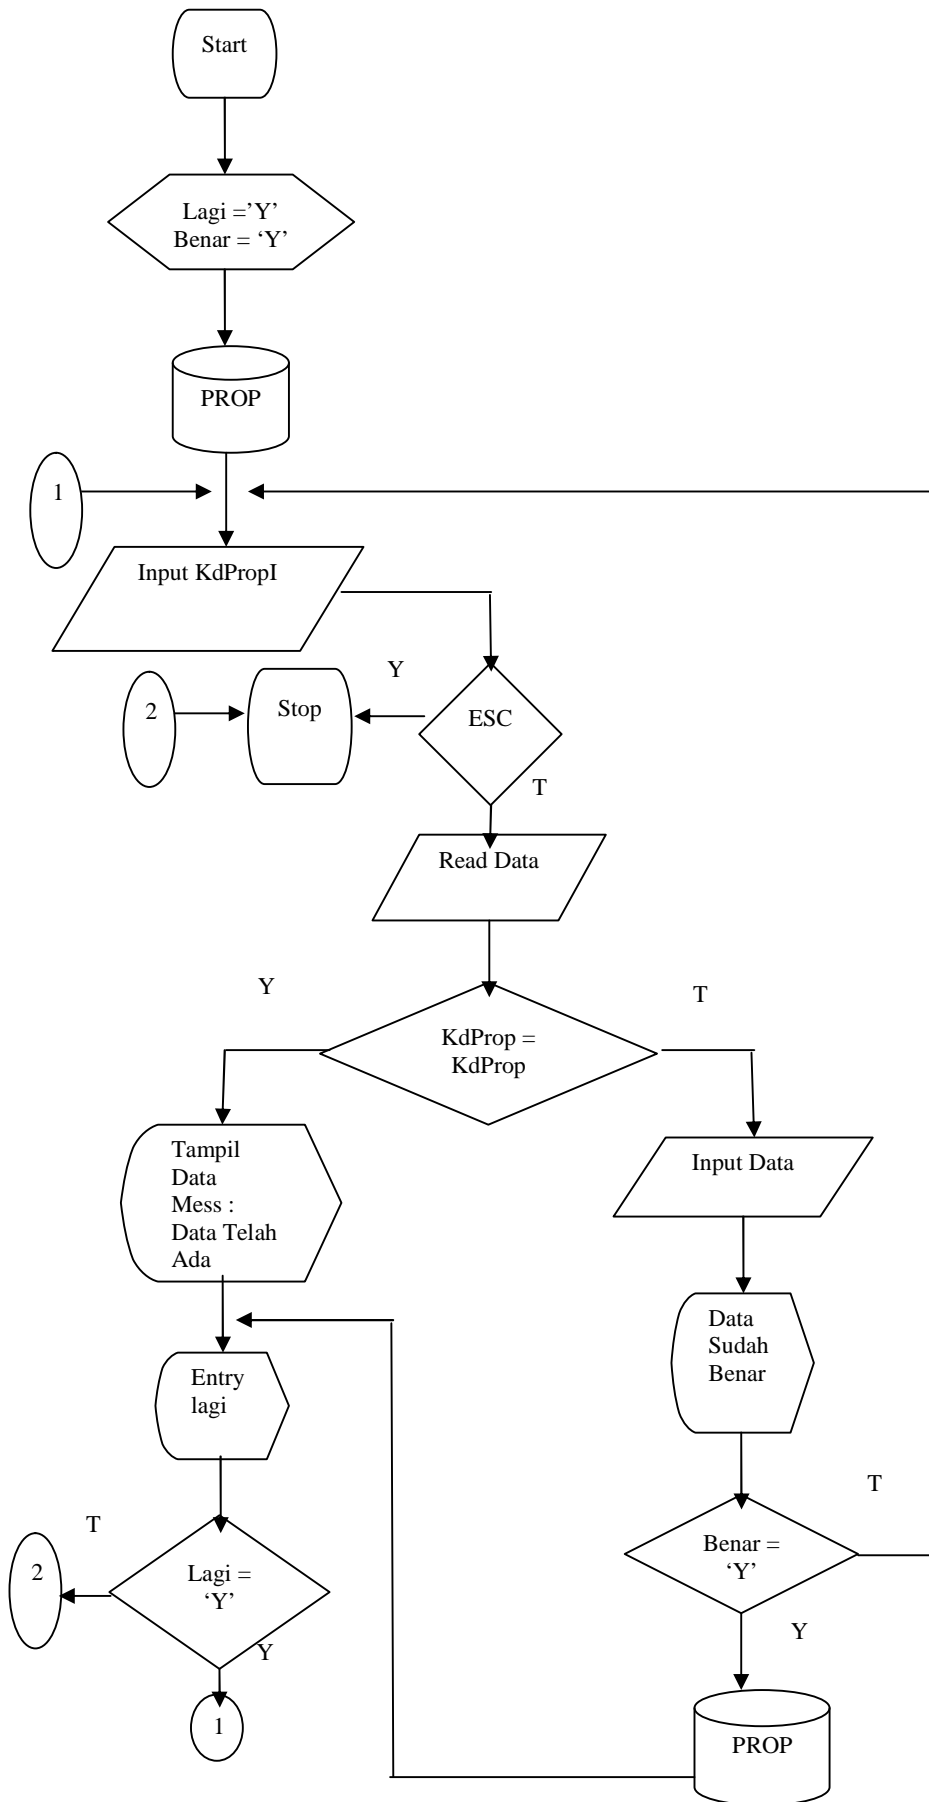 Start
Lagi =’Y’
Benar = ‘Y’
PROP
1
Input KdPropI
Y
2
Stop
ESC
T
Read Data
Y
T
KdProp =
KdProp
Tampil
Data
Mess :
Data Telah
Ada
Input Data
Data
Sudah
Benar
Entry
lagi
T
T
Benar =
‘Y’
2
Lagi =
‘Y’
Y
Y
1
PROP